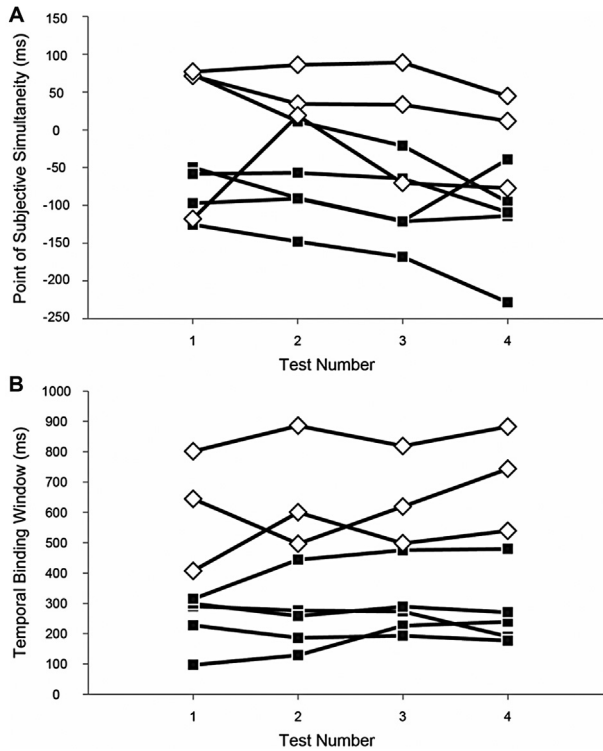 A
Point of Subjective Simultaneity (ms)
150
100
50
0
-50
-100
-150
-200
-250
1 2 3 4
Test Number
B
Temporal Binding Window (ms)
1000
900
800
700
600
500
400
300
200
100
0
1 2 3 4
Test Number